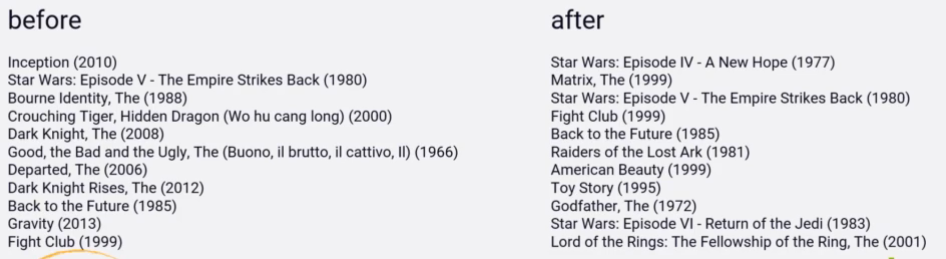 before
Inception (2010)
Star Wars: Episode V - The Empire Strikes Back (1980)
Bourne Identity, The (1988)
Crouching Tiger, Hidden Dragon (Wo hu cang long) (2000)
Dark Knight, The (2008)
Good, the Bad and the Ugly, The (Buono, il brutto, il cattivo, Il) (1966)
Departed, The (2006)
Dark Knight Rises, The (2012)
Back to the Future (1985)
Gravity (2013)
Fight Club (1999)
after
Star Wars: Episode IV - A New Hope (1977)
Matrix, The (1999)
Star Wars: Episode V - The Empire Strikes Back (1980)
Fight Club (1999)
Back to the Future (1985)
Raiders of the Lost Ark (1981)
American Beauty (1999)
Toy Story (1995)
Godfather, The (1972)
Star Wars: Episode VI - Return of the Jedi (1983)
Lord of the Rings: The Fellowship of the Ring, The (2001)